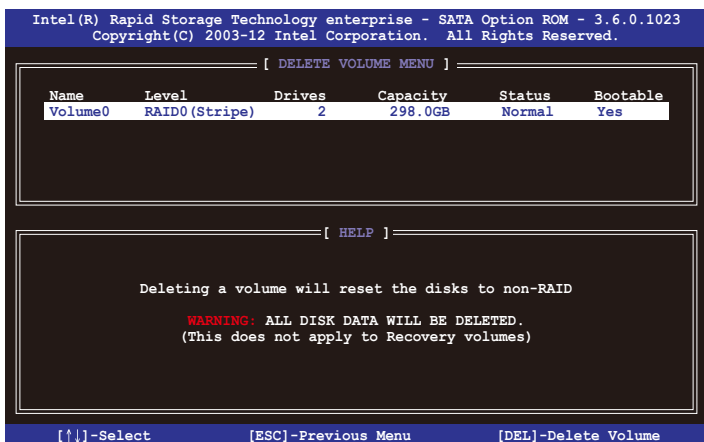 Intel(R) Rapid Storage Technology enterprise - SATA Option ROM - 3.6.0.1023
Copyright(C) 2003-12 Intel Corporation. All Rights Reserved.
[ DELETE VOLUME MENU ]
Name Level Drives Capacity Status Bootable
Volume0 RAID0(Stripe) 2 298.0GB Normal Yes
[ HELP ]
Deleting a volume will reset the disks to non-RAID
WARNING: ALL DISK DATA WILL BE DELETED.
(This does not apply to Recovery volumes)
[↑↓]-Select [ESC]-Previous Menu [DEL]-Delete Volume